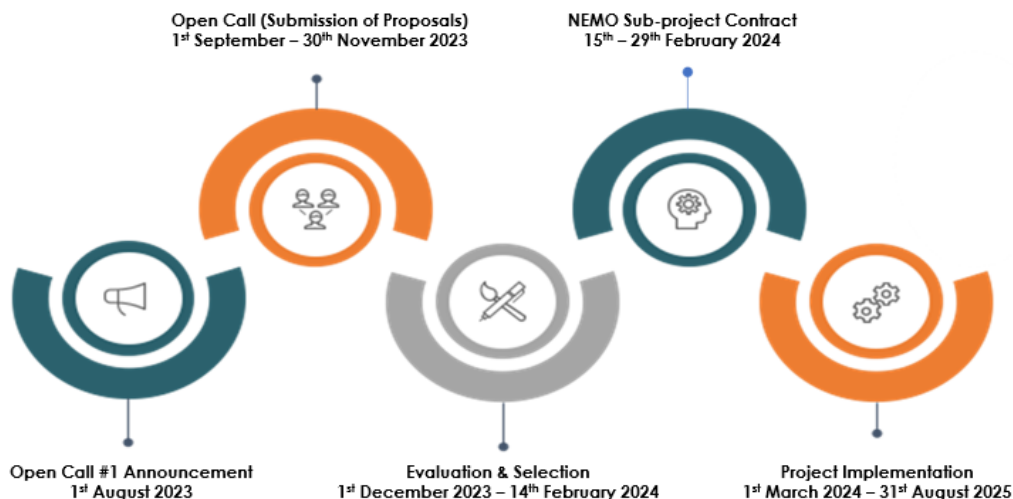 Open Call (Submission of Proposals)
1st September – 30th November 2023
NEMO Sub-project Contract
15th – 29th February 2024
Open Call #1 Announcement
1st August 2023
Evaluation & Selection
1st December 2023 – 14th February 2024
Project Implementation
1st March 2024 – 31st August 2025